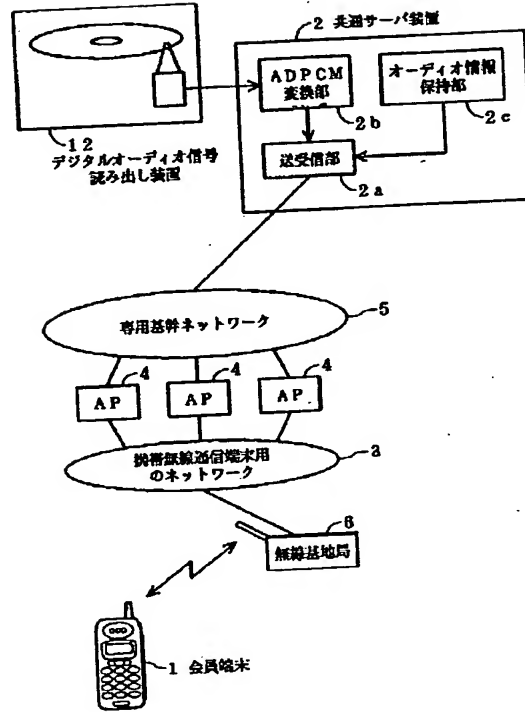 2 共通サーバ装置
ADPCM
変換部
2b
オーディオ情報
保持部
2c
12
デジタルオーディオ信号
読み出し装置
送受信部
2a
専用基幹ネットワーク
5
AP
4
AP
4
AP
4
携帯無線通信端末用
のネットワーク
3
6
無線基地局
1 会員端末